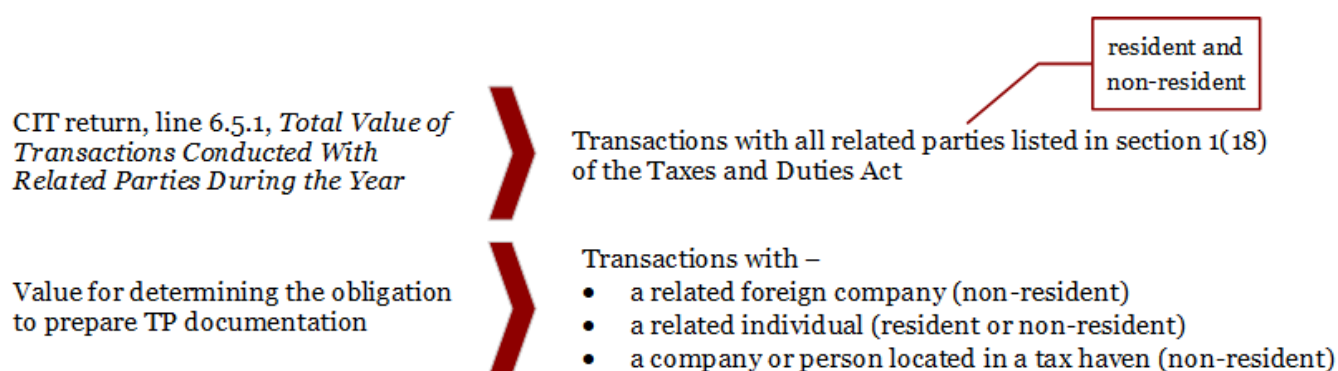 resident and
non-resident
CIT return, line 6.5.1, Total Value of
Transactions Conducted With
Related Parties During the Year
Transactions with all related parties listed in section 1(18)
of the Taxes and Duties Act
Value for determining the obligation
to prepare TP documentation
Transactions with –
• a related foreign company (non-resident)
• a related individual (resident or non-resident)
• a company or person located in a tax haven (non-resident)